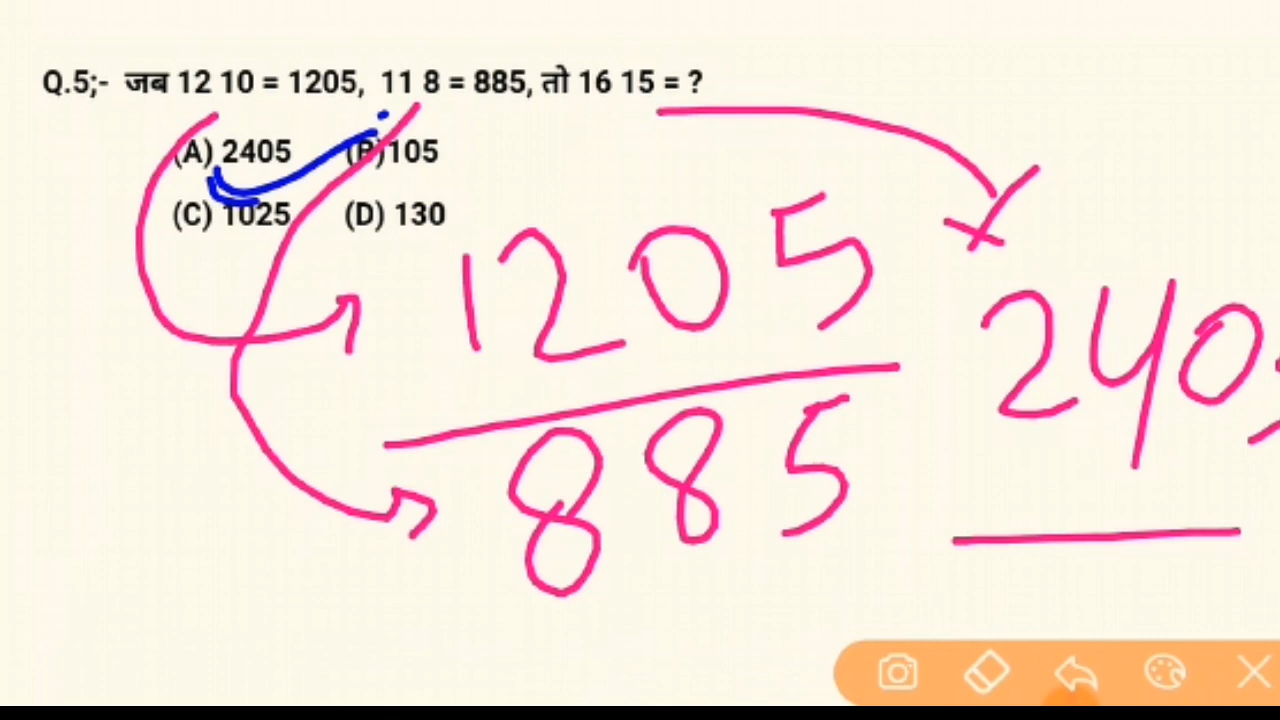 Q.5;- जब 12 10 = 1205, 11 8 = 885, तो 16 15 = ?
(A) 2405 (B)105
(C) 1025 (D) 130
1205
885
240